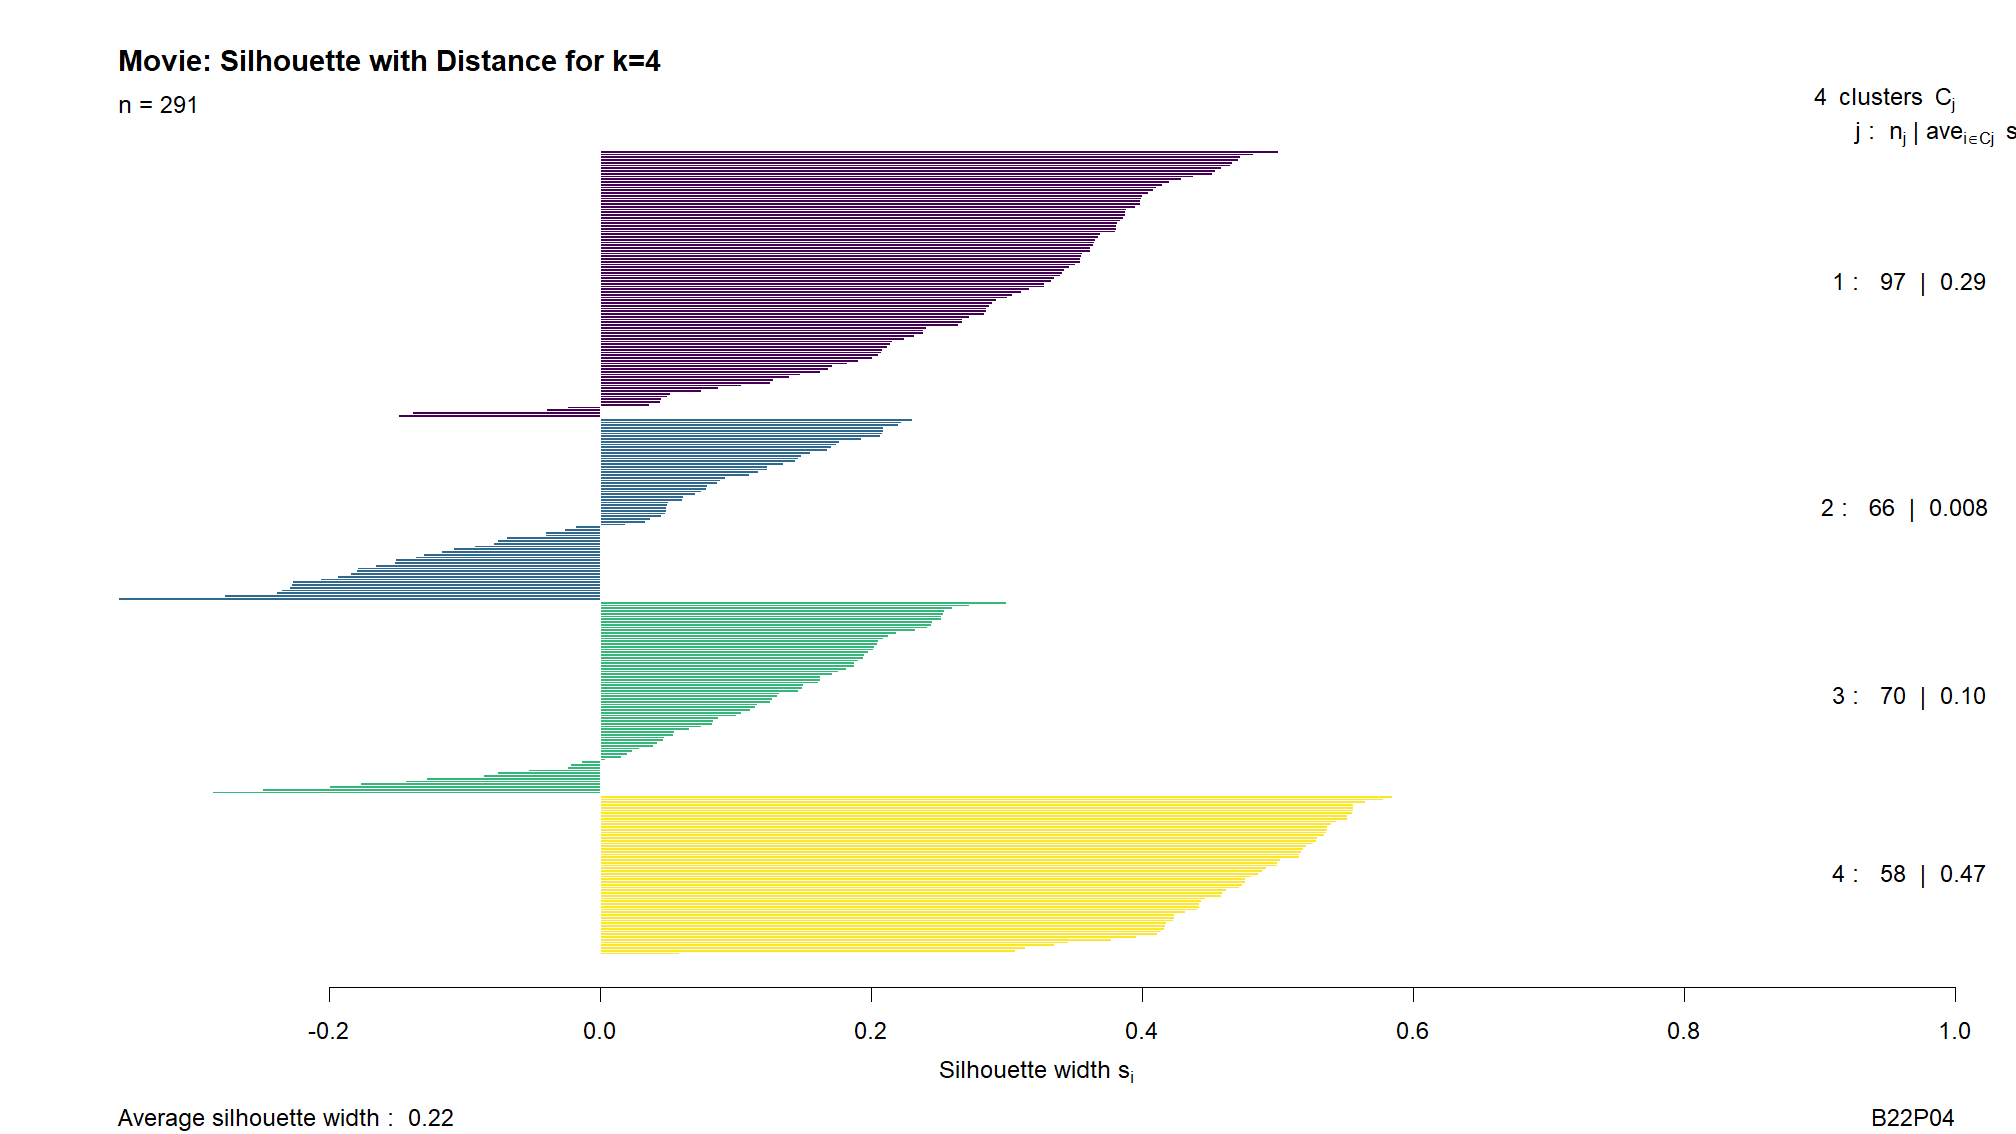 Movie: Silhouette with Distance for k=4
n = 291
4 clusters Cj
j : nj | avei∈Cj s
1 : 97 | 0.29
2 : 66 | 0.008
3 : 70 | 0.10
4 : 58 | 0.47
-0.2 0.0 0.2 0.4 0.6 0.8 1.0
Silhouette width si
Average silhouette width : 0.22
B22P04